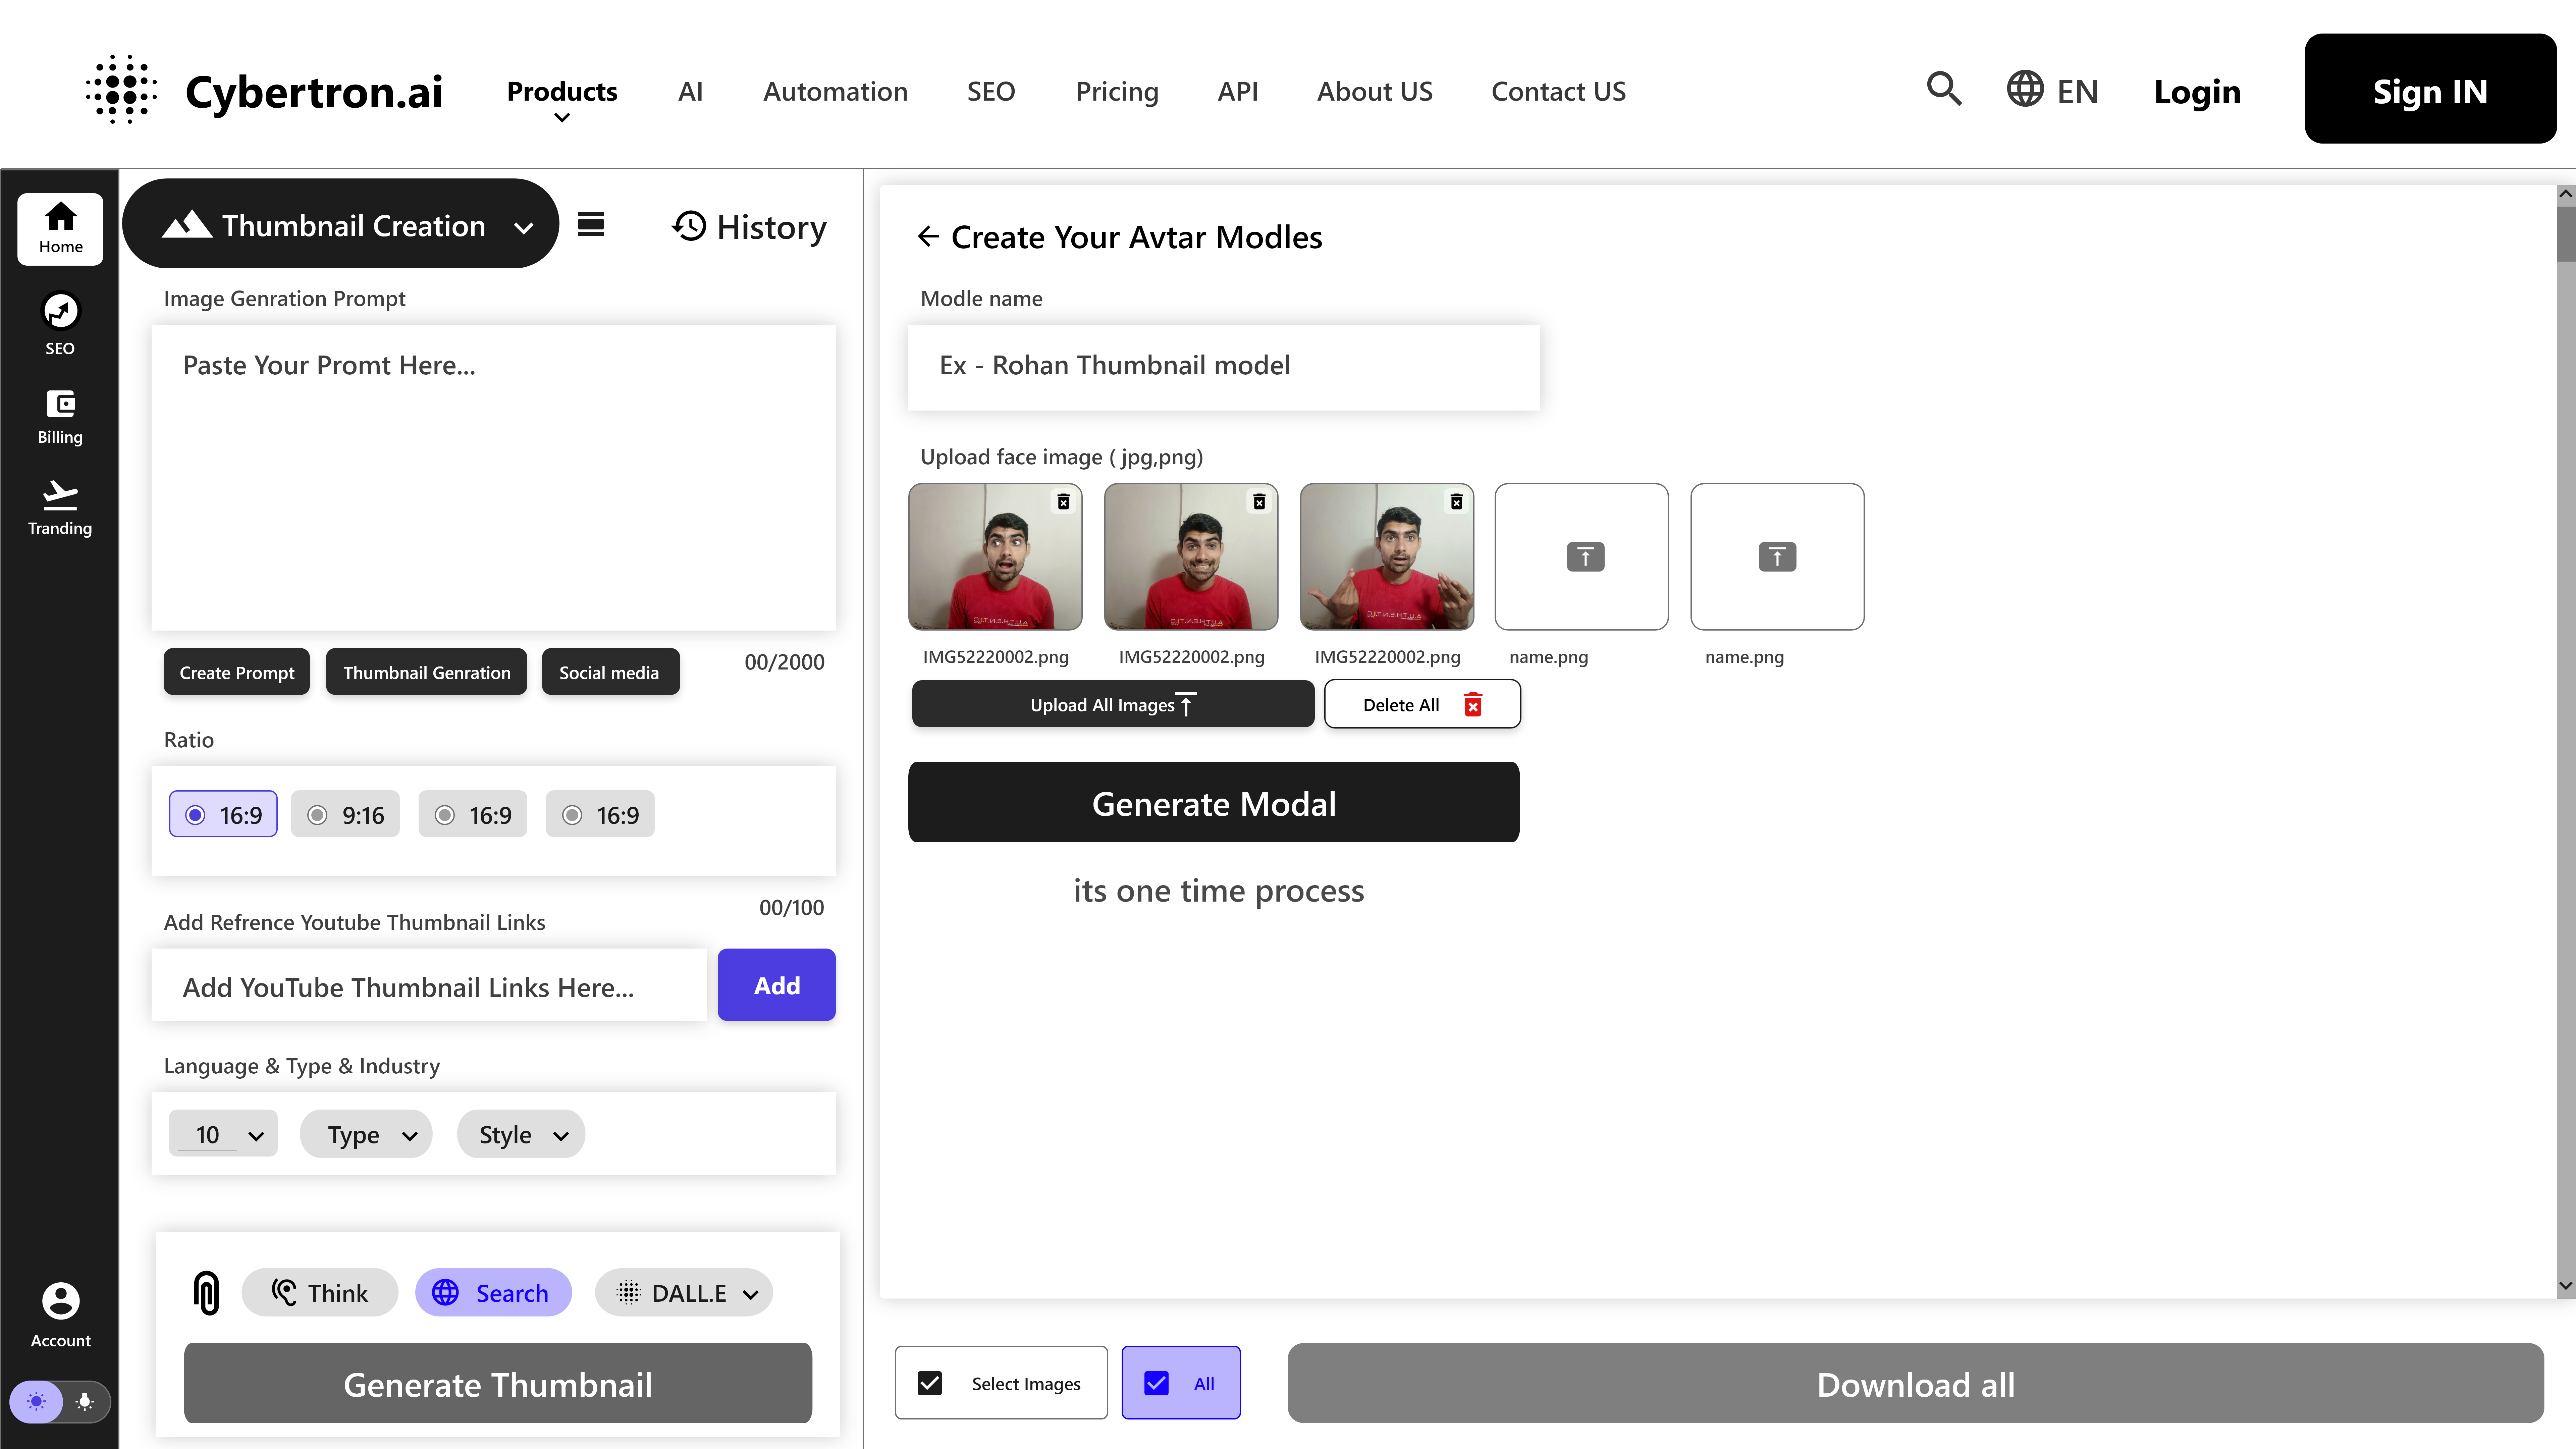 Cybertron.ai
Products
AI
Automation
SEO
Pricing
API
About US
Contact US
EN
Login
Sign IN
Home
SEO
Billing
Tranding
Account
Thumbnail Creation
History
Image Genration Prompt
Paste Your Promt Here...
Create Prompt
Thumbnail Genration
Social media
00/2000
Ratio
16:9
9:16
16:9
16:9
00/100
Add Refrence Youtube Thumbnail Links
Add YouTube Thumbnail Links Here...
Add
Language & Type & Industry
10
Type
Style
Think
Search
DALL.E
Generate Thumbnail
Create Your Avtar Modles
Modle name
Ex - Rohan Thumbnail model
Upload face image ( jpg,png)
AUTHENTIC
AUTHENTIC
AUTHENTIC
IMG52220002.png
IMG52220002.png
IMG52220002.png
name.png
name.png
Upload All Images
Delete All
Generate Modal
its one time process
Select Images
All
Download all